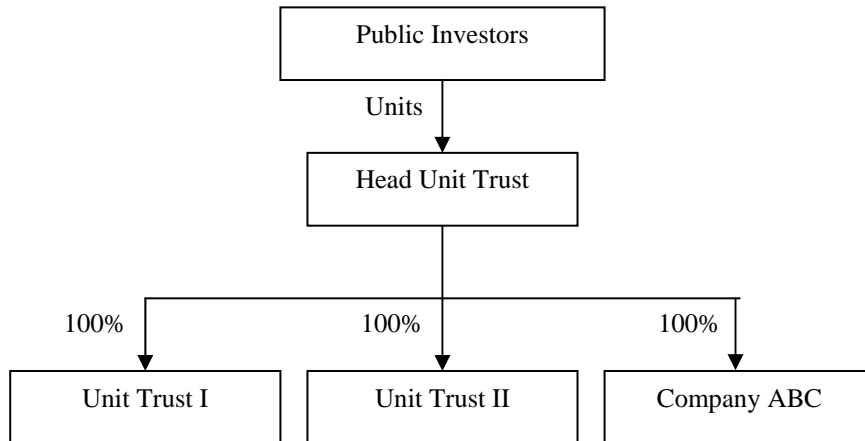 Public Investors
Units
Head Unit Trust
100%
100%
100%
Unit Trust I
Unit Trust II
Company ABC